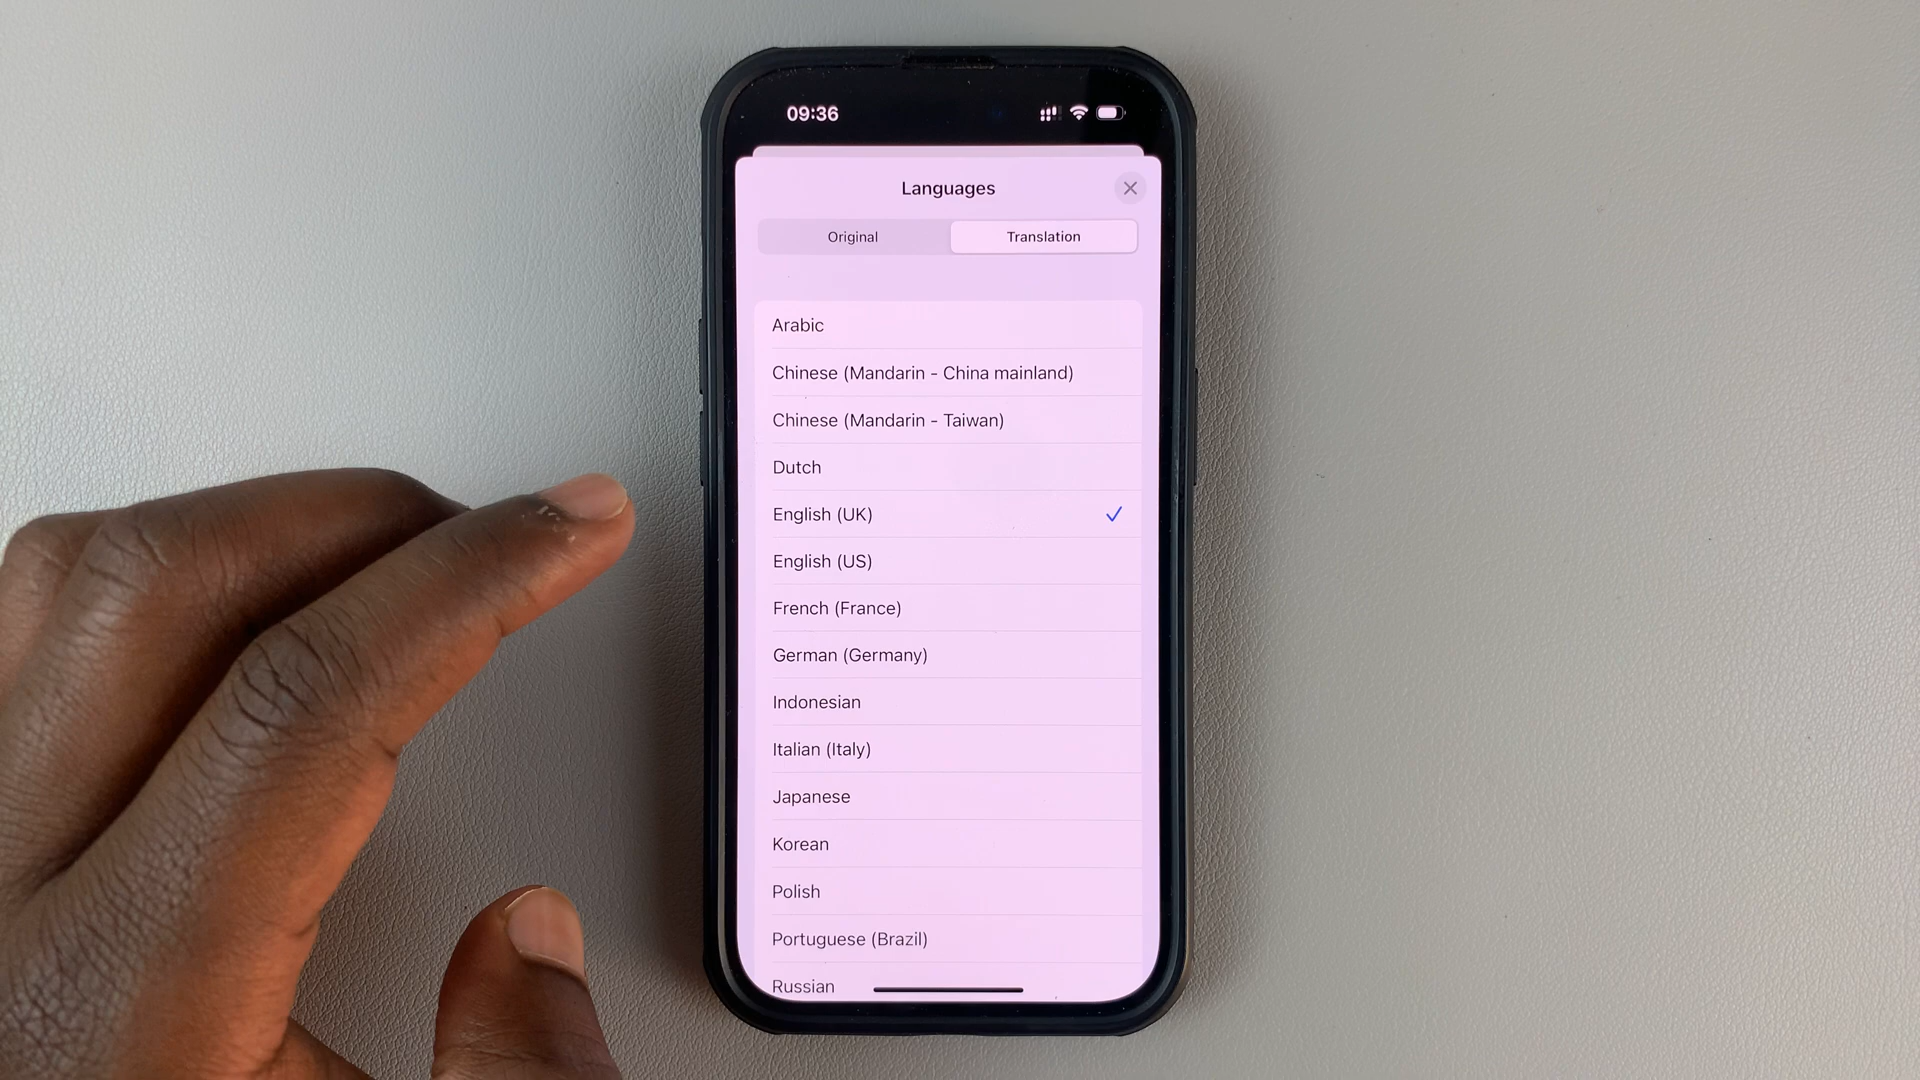 09:36
Languages
Original
Translation
Arabic
Chinese (Mandarin - China mainland)
Chinese (Mandarin - Taiwan)
Dutch
English (UK)
English (US)
French (France)
German (Germany)
Indonesian
Italian (Italy)
Japanese
Korean
Polish
Portuguese (Brazil)
Russian